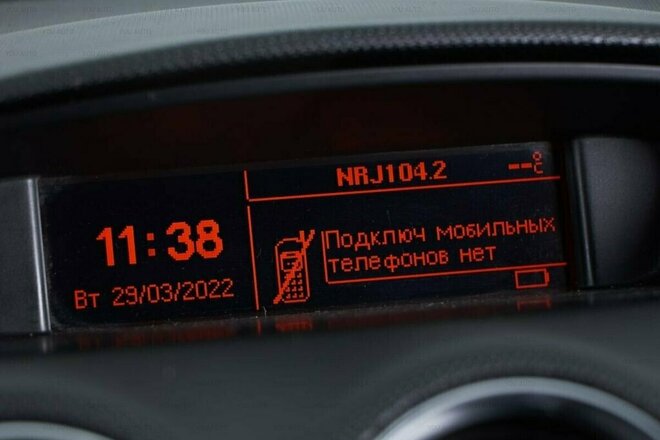 NRJ104.2 --°C
11:38
Подключ мобильных
телефонов нет
Вт 29/03/2022